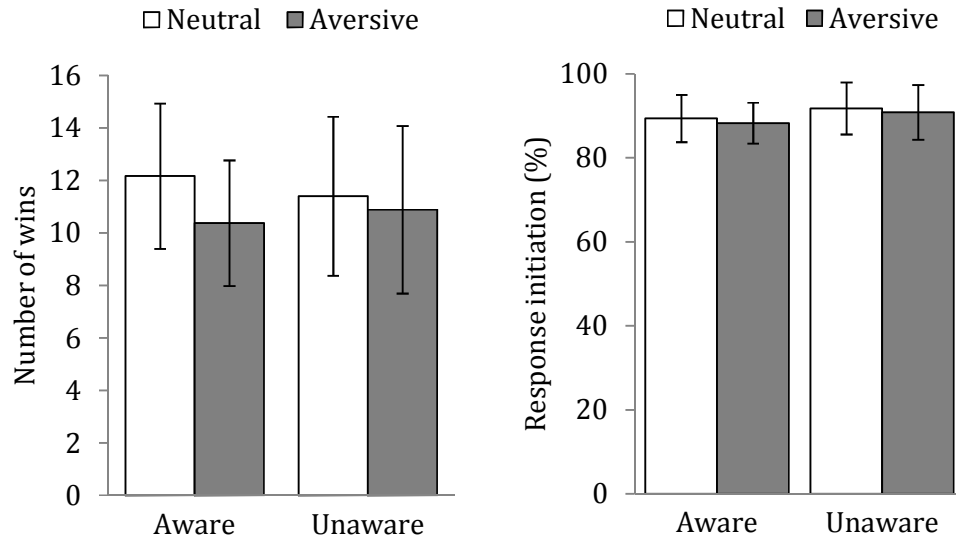 Neutral Aversive
Number of wins
16
14
12
10
8
6
4
2
0
Aware Unaware
Neutral Aversive
Response initiation (%)
100
80
60
40
20
0
Aware Unaware